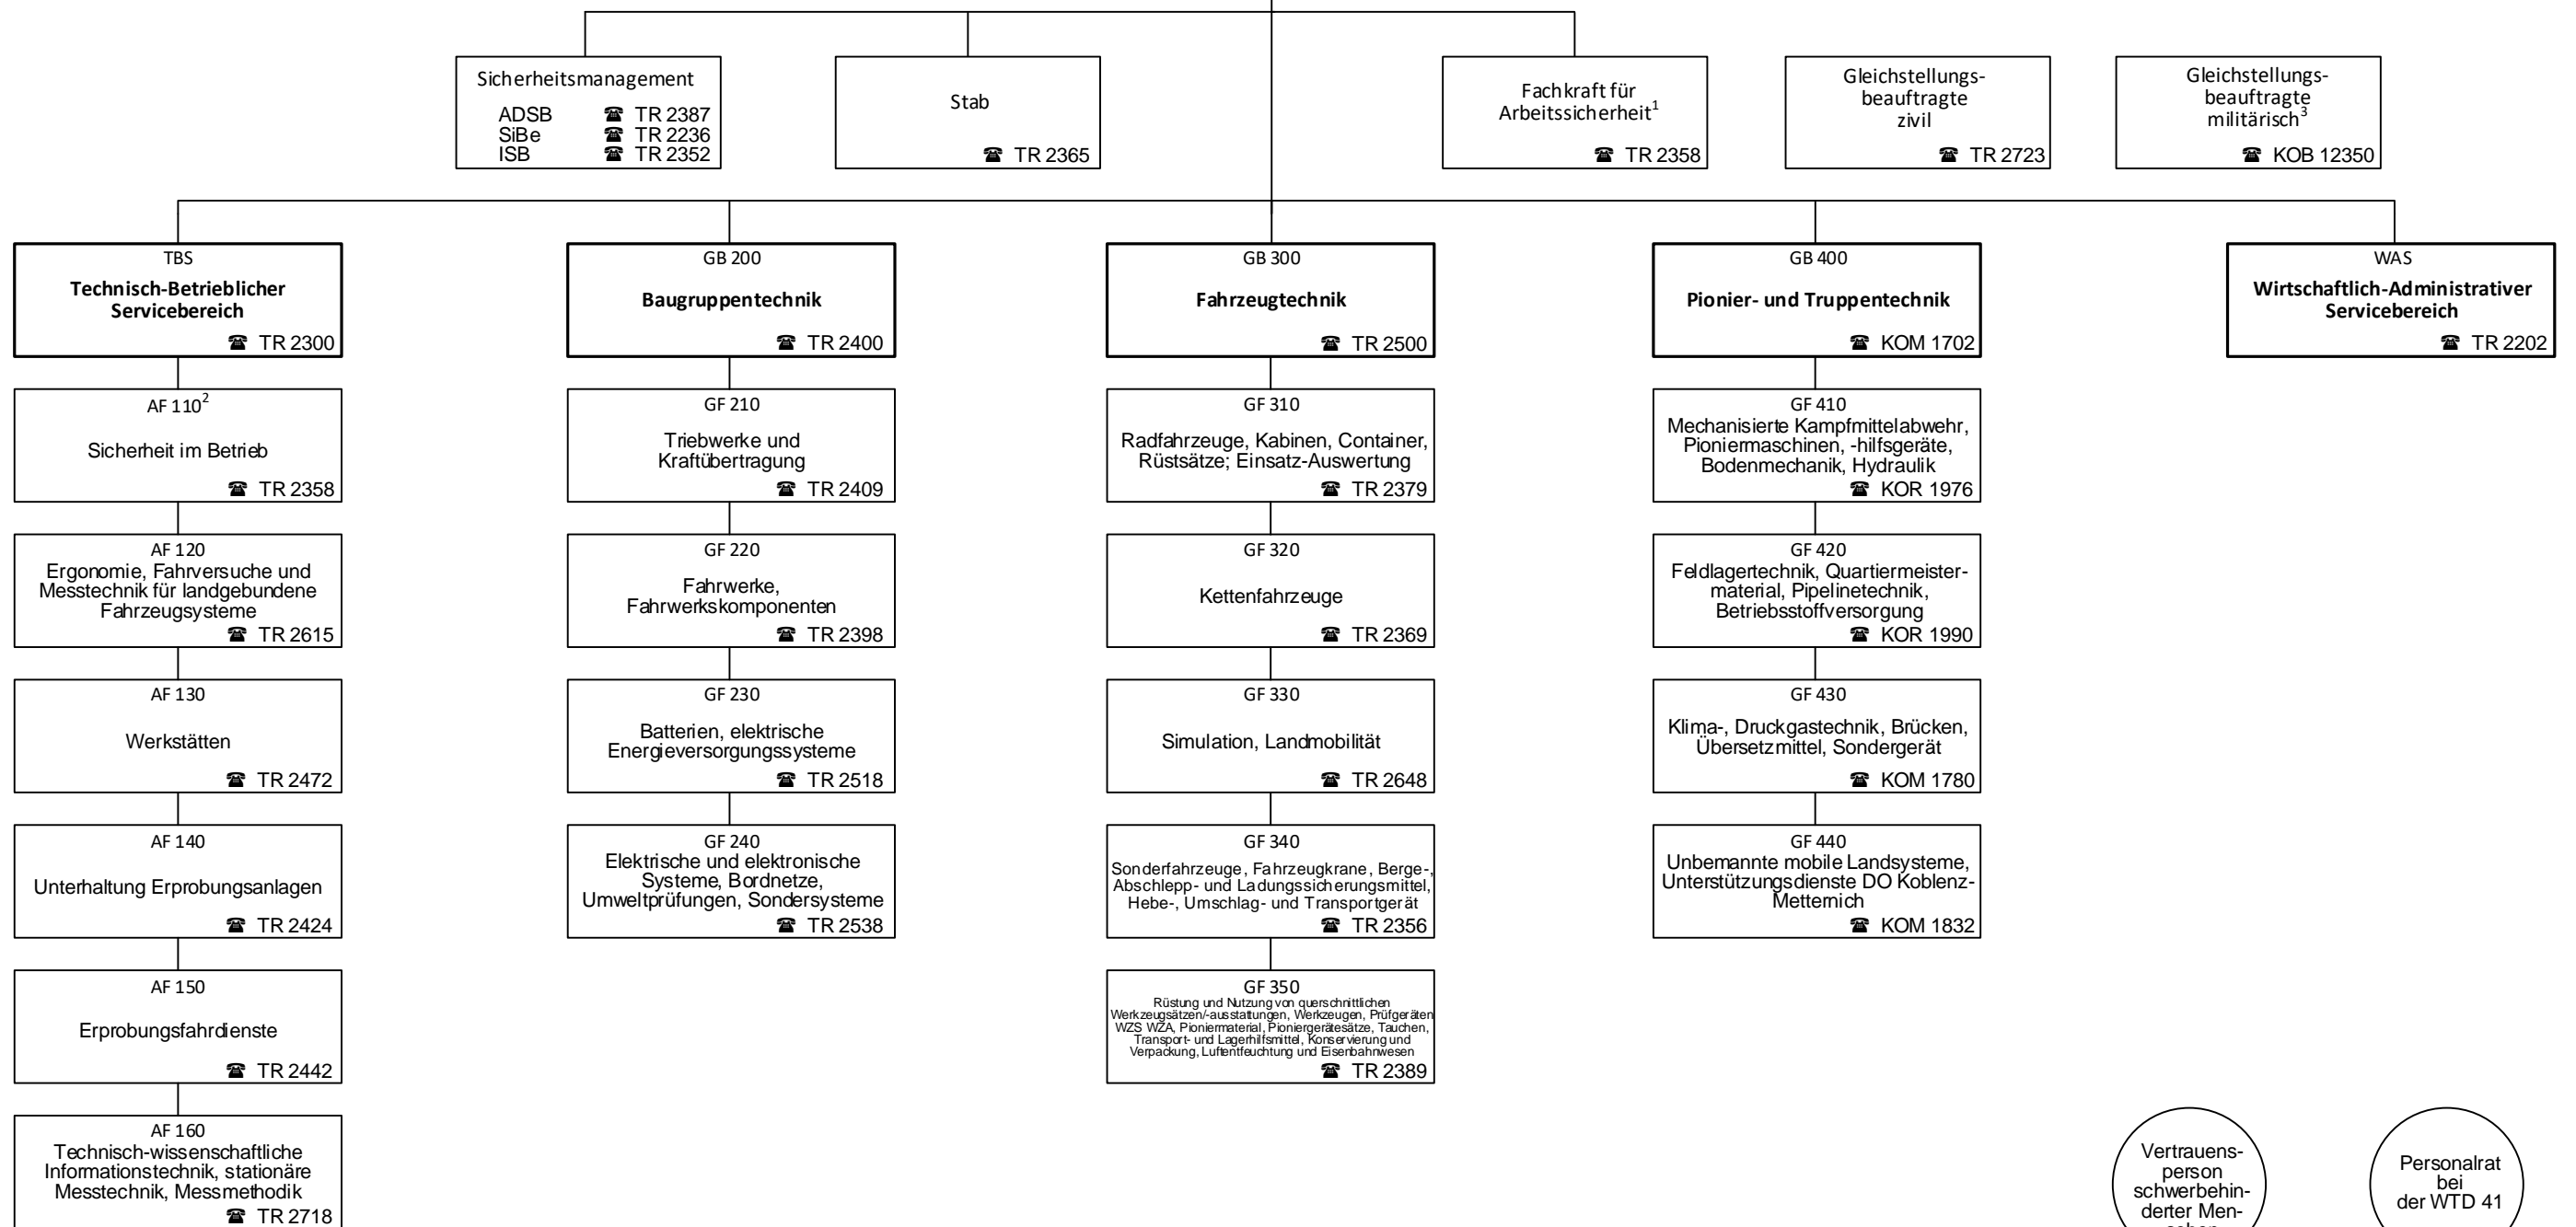 Sicherheitsmanagement
ADSB ☎ TR 2387
SiBe ☎ TR 2236
ISB ☎ TR 2352
Stab
☎ TR 2365
Fachkraft für
Arbeitssicherheit¹
☎ TR 2358
Gleichstellungs-
beauftragte
zivil
☎ TR 2723
Gleichstellungs-
beauftragte
militärisch³
☎ KOB 12350
TBS
Technisch-Betrieblicher
Servicebereich
☎ TR 2300
GB 200
Baugruppentechnik
☎ TR 2400
GB 300
Fahrzeugtechnik
☎ TR 2500
GB 400
Pionier- und Truppentechnik
☎ KOM 1702
WAS
Wirtschaftlich-Administrativer
Servicebereich
☎ TR 2202
AF 110²
Sicherheit im Betrieb
☎ TR 2358
GF 210
Triebwerke und
Kraftübertragung
☎ TR 2409
GF 310
Radfahrzeuge, Kabinen, Container,
Rüstsätze; Einsatz-Auswertung
☎ TR 2379
GF 410
Mechanisierte Kampfmittelabwehr,
Pioniermaschinen, -hilfsgeräte,
Bodenmechanik, Hydraulik
☎ KOR 1976
AF 120
Ergonomie, Fahrversuche und
Messtechnik für landgebundene
Fahrzeugsysteme
☎ TR 2615
GF 220
Fahrwerke,
Fahrwerkskomponenten
☎ TR 2398
GF 320
Kettenfahrzeuge
☎ TR 2369
GF 420
Feldlagertechnik, Quartiermeister-
material, Pipelinetechnik,
Betriebsstoffversorgung
☎ KOR 1990
AF 130
Werkstätten
☎ TR 2472
GF 230
Batterien, elektrische
Energieversorgungssysteme
☎ TR 2518
GF 330
Simulation, Landmobilität
☎ TR 2648
GF 430
Klima-, Druckgastechnik, Brücken,
Übersetzmittel, Sondergerät
☎ KOM 1780
AF 140
Unterhaltung Erprobungsanlagen
☎ TR 2424
GF 240
Elektrische und elektronische
Systeme, Bordnetze,
Umweltprüfungen, Sondersysteme
☎ TR 2538
GF 340
Sonderfahrzeuge, Fahrzeugkrane, Berge-,
Abschlepp- und Ladungssicherungsmittel,
Hebe-, Umschlag- und Transportgerät
☎ TR 2356
GF 440
Unbemannte mobile Landsysteme,
Unterstützungsdienste DO Koblenz-
Metternich
☎ KOM 1832
AF 150
Erprobungsfahrdienste
☎ TR 2442
GF 350
Rüstung und Nutzung von querschnittlichen
Werkzeugsätzen/-ausstattungen, Werkzeugen, Prüfgeräten
WZS WZA, Pioniermaterial, Pioniergerätesätze, Tauchen,
Transport- und Lagerhilfsmittel, Konservierung und
Verpackung, Luftentfeuchtung und Eisenbahnwesen
☎ TR 2389
AF 160
Technisch-wissenschaftliche
Informationstechnik, stationäre
Messtechnik, Messmethodik
☎ TR 2718
Vertrauens-
person
schwerbehin-
derter Men-
schen
Personalrat
bei
der WTD 41